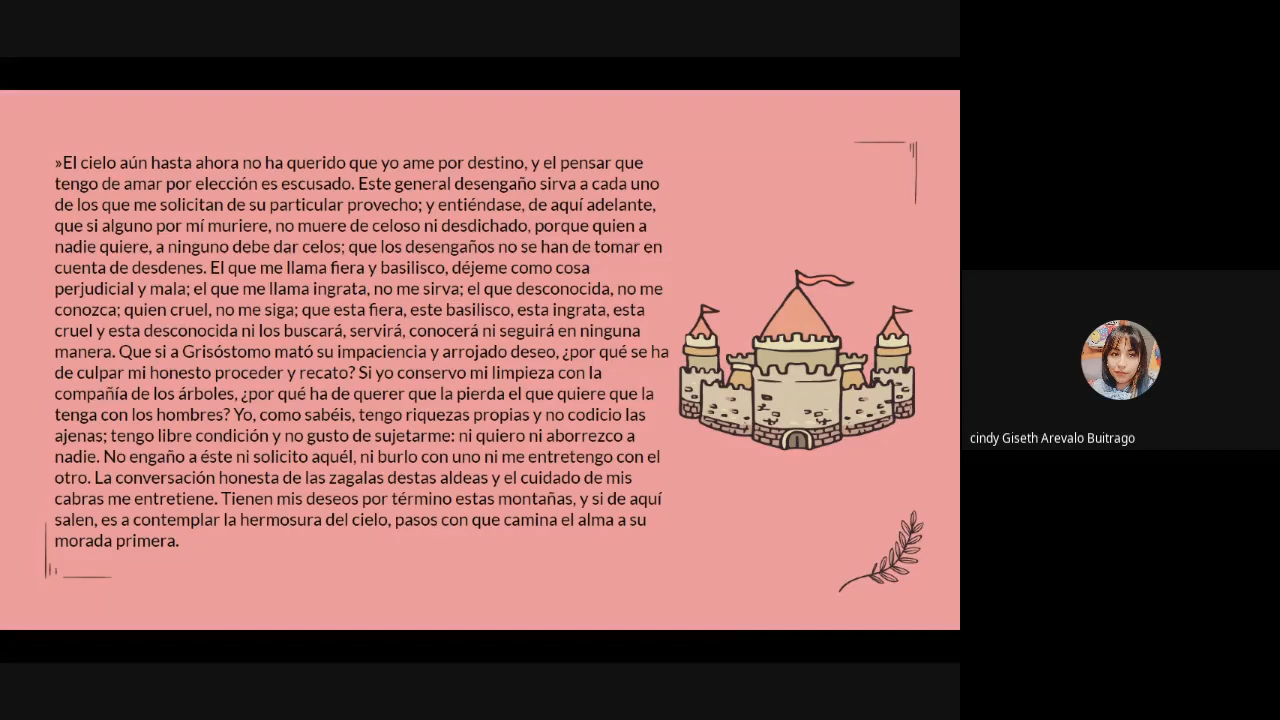 »El cielo aún hasta ahora no ha querido que yo ame por destino, y el pensar que
tengo de amar por elección es escusado. Este general desengaño sirva a cada uno
de los que me solicitan de su particular provecho; y entiéndase, de aquí adelante,
que si alguno por mí muriere, no muere de celoso ni desdichado, porque quien a
nadie quiere, a ninguno debe dar celos; que los desengaños no se han de tomar en
cuenta de desdenes. El que me llama fiera y basilisco, déjeme como cosa
perjudicial y mala; el que me llama ingrata, no me sirva; el que desconocida, no me
conozca; quien cruel, no me siga; que esta fiera, este basilisco, esta ingrata, esta
cruel y esta desconocida ni los buscará, servirá, conocerá ni seguirá en ninguna
manera. Que si a Grisóstomo mató su impaciencia y arrojado deseo, ¿por qué se ha
de culpar mi honesto proceder y recato? Si yo conservo mi limpieza con la
compañía de los árboles, ¿por qué ha de querer que la pierda el que quiere que la
tenga con los hombres? Yo, como sabéis, tengo riquezas propias y no codicio las
ajenas; tengo libre condición y no gusto de sujetarme: ni quiero ni aborrezco a
nadie. No engaño a éste ni solicito aquél, ni burlo con uno ni me entretengo con el
otro. La conversación honesta de las zagalas destas aldeas y el cuidado de mis
cabras me entretiene. Tienen mis deseos por término estas montañas, y si de aquí
salen, es a contemplar la hermosura del cielo, pasos con que camina el alma a su
morada primera.
cindy Giseth Arevalo Buitrago